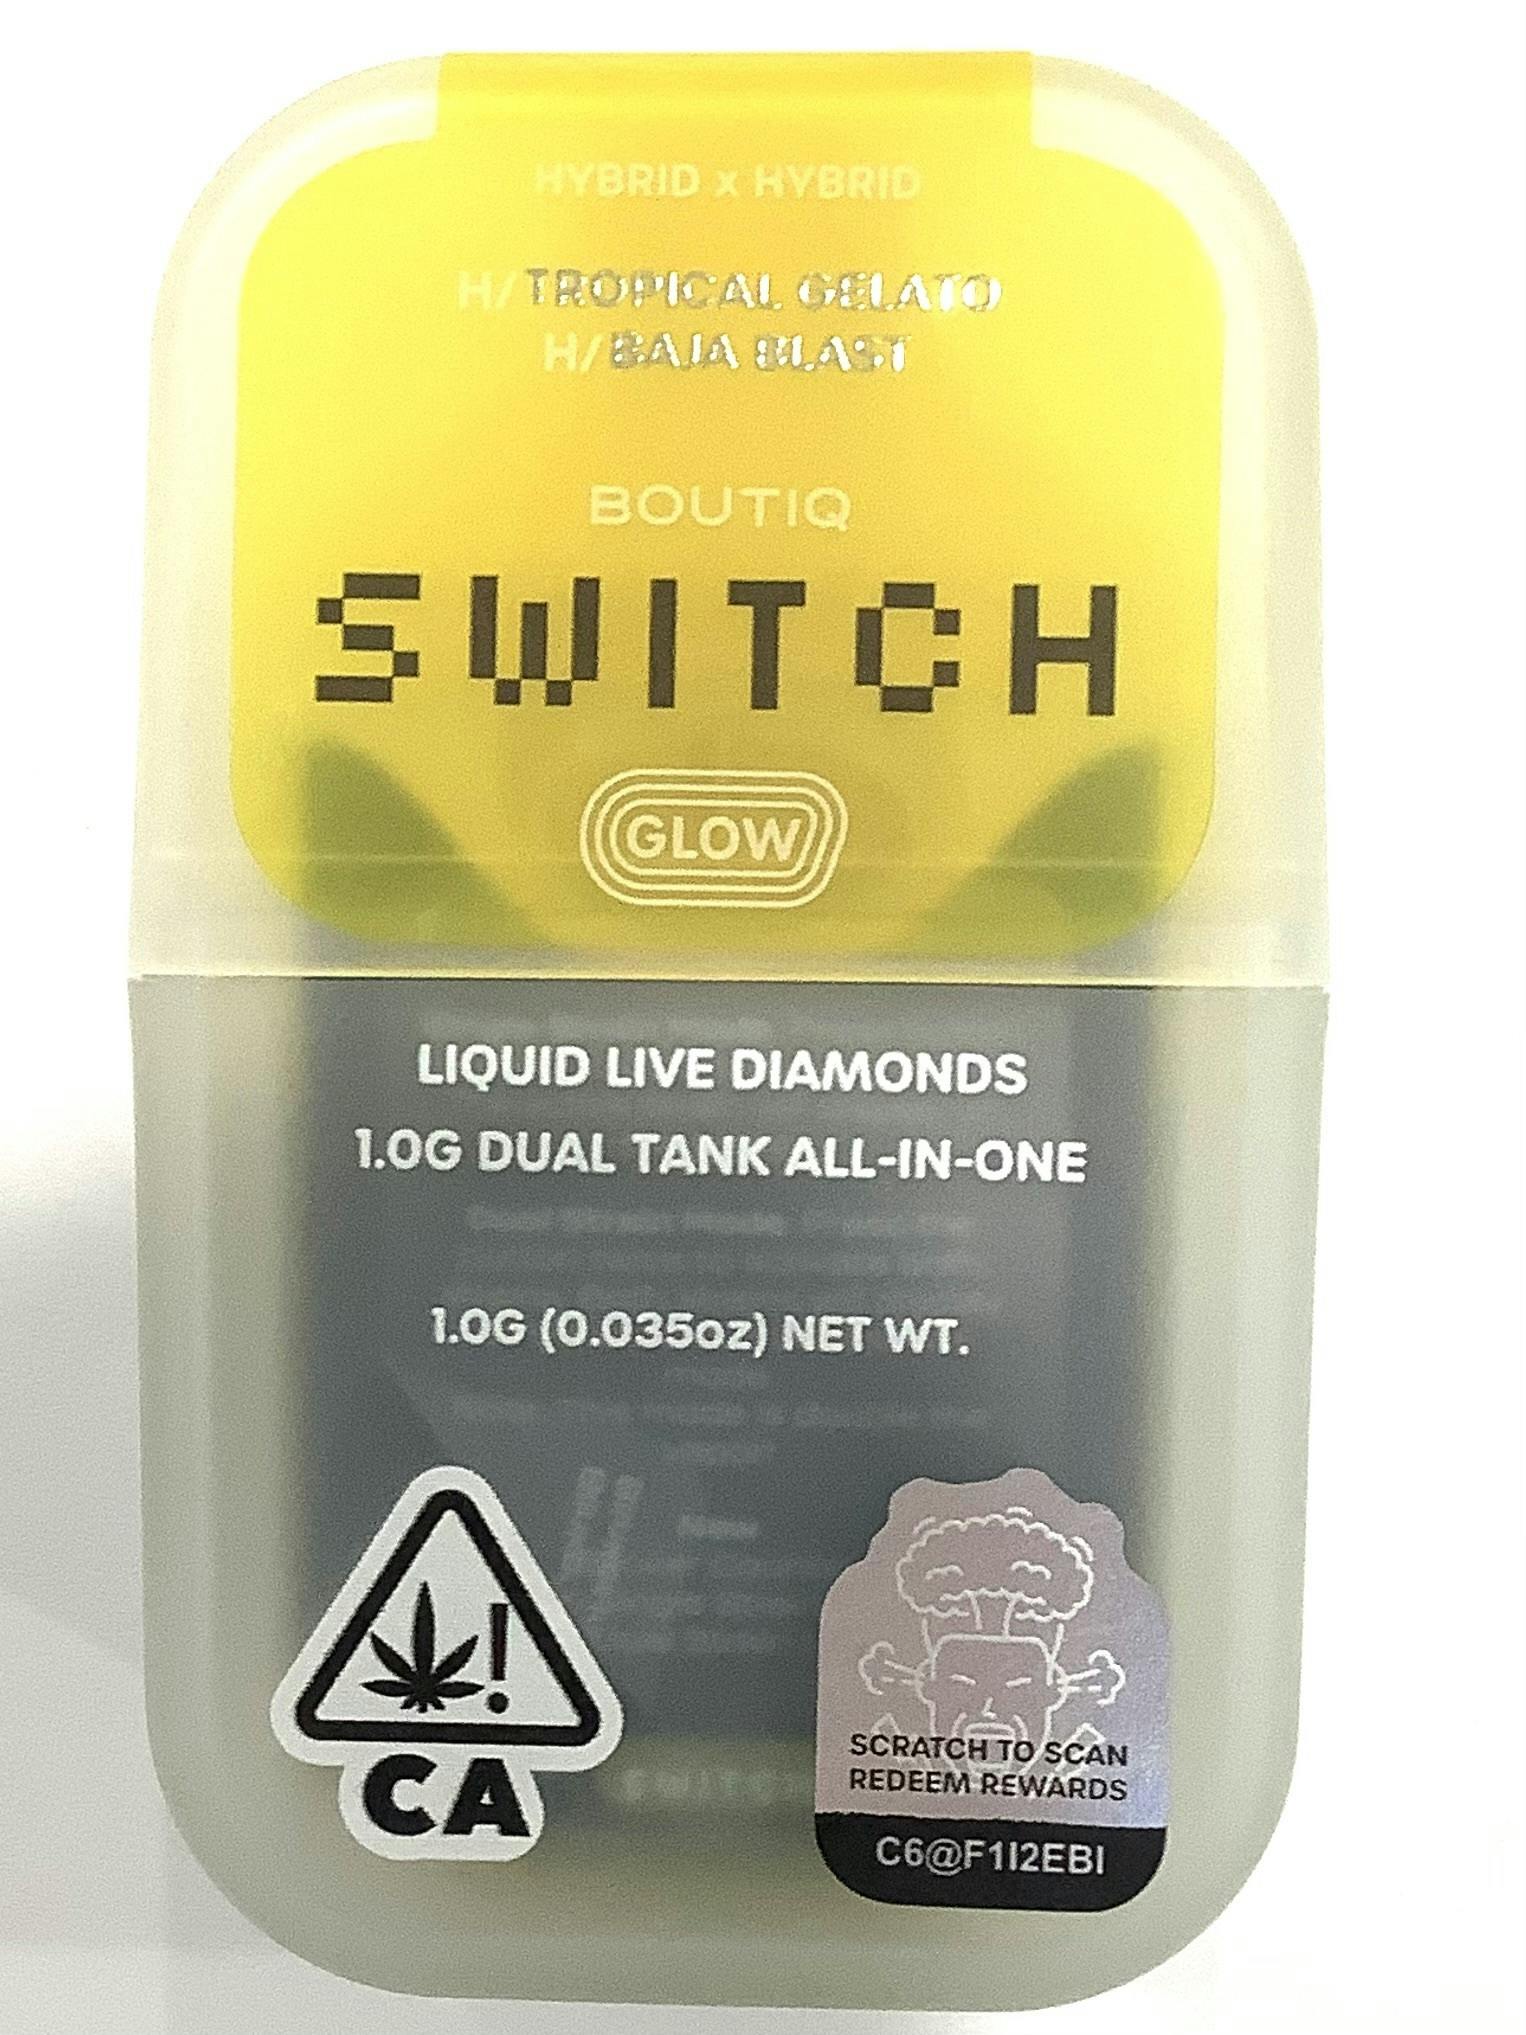 HYBRID x HYBRID
H/TROPICAL GELATO
H/BAJA BLAST
BOUTIQ
SWITCH
GLOW
LIQUID LIVE DIAMONDS
1.0G DUAL TANK ALL-IN-ONE
1.0G (0.035oz) NET WT.
!
CA
SCRATCH TO SCAN
REDEEM REWARDS
C6@F1I2EBI